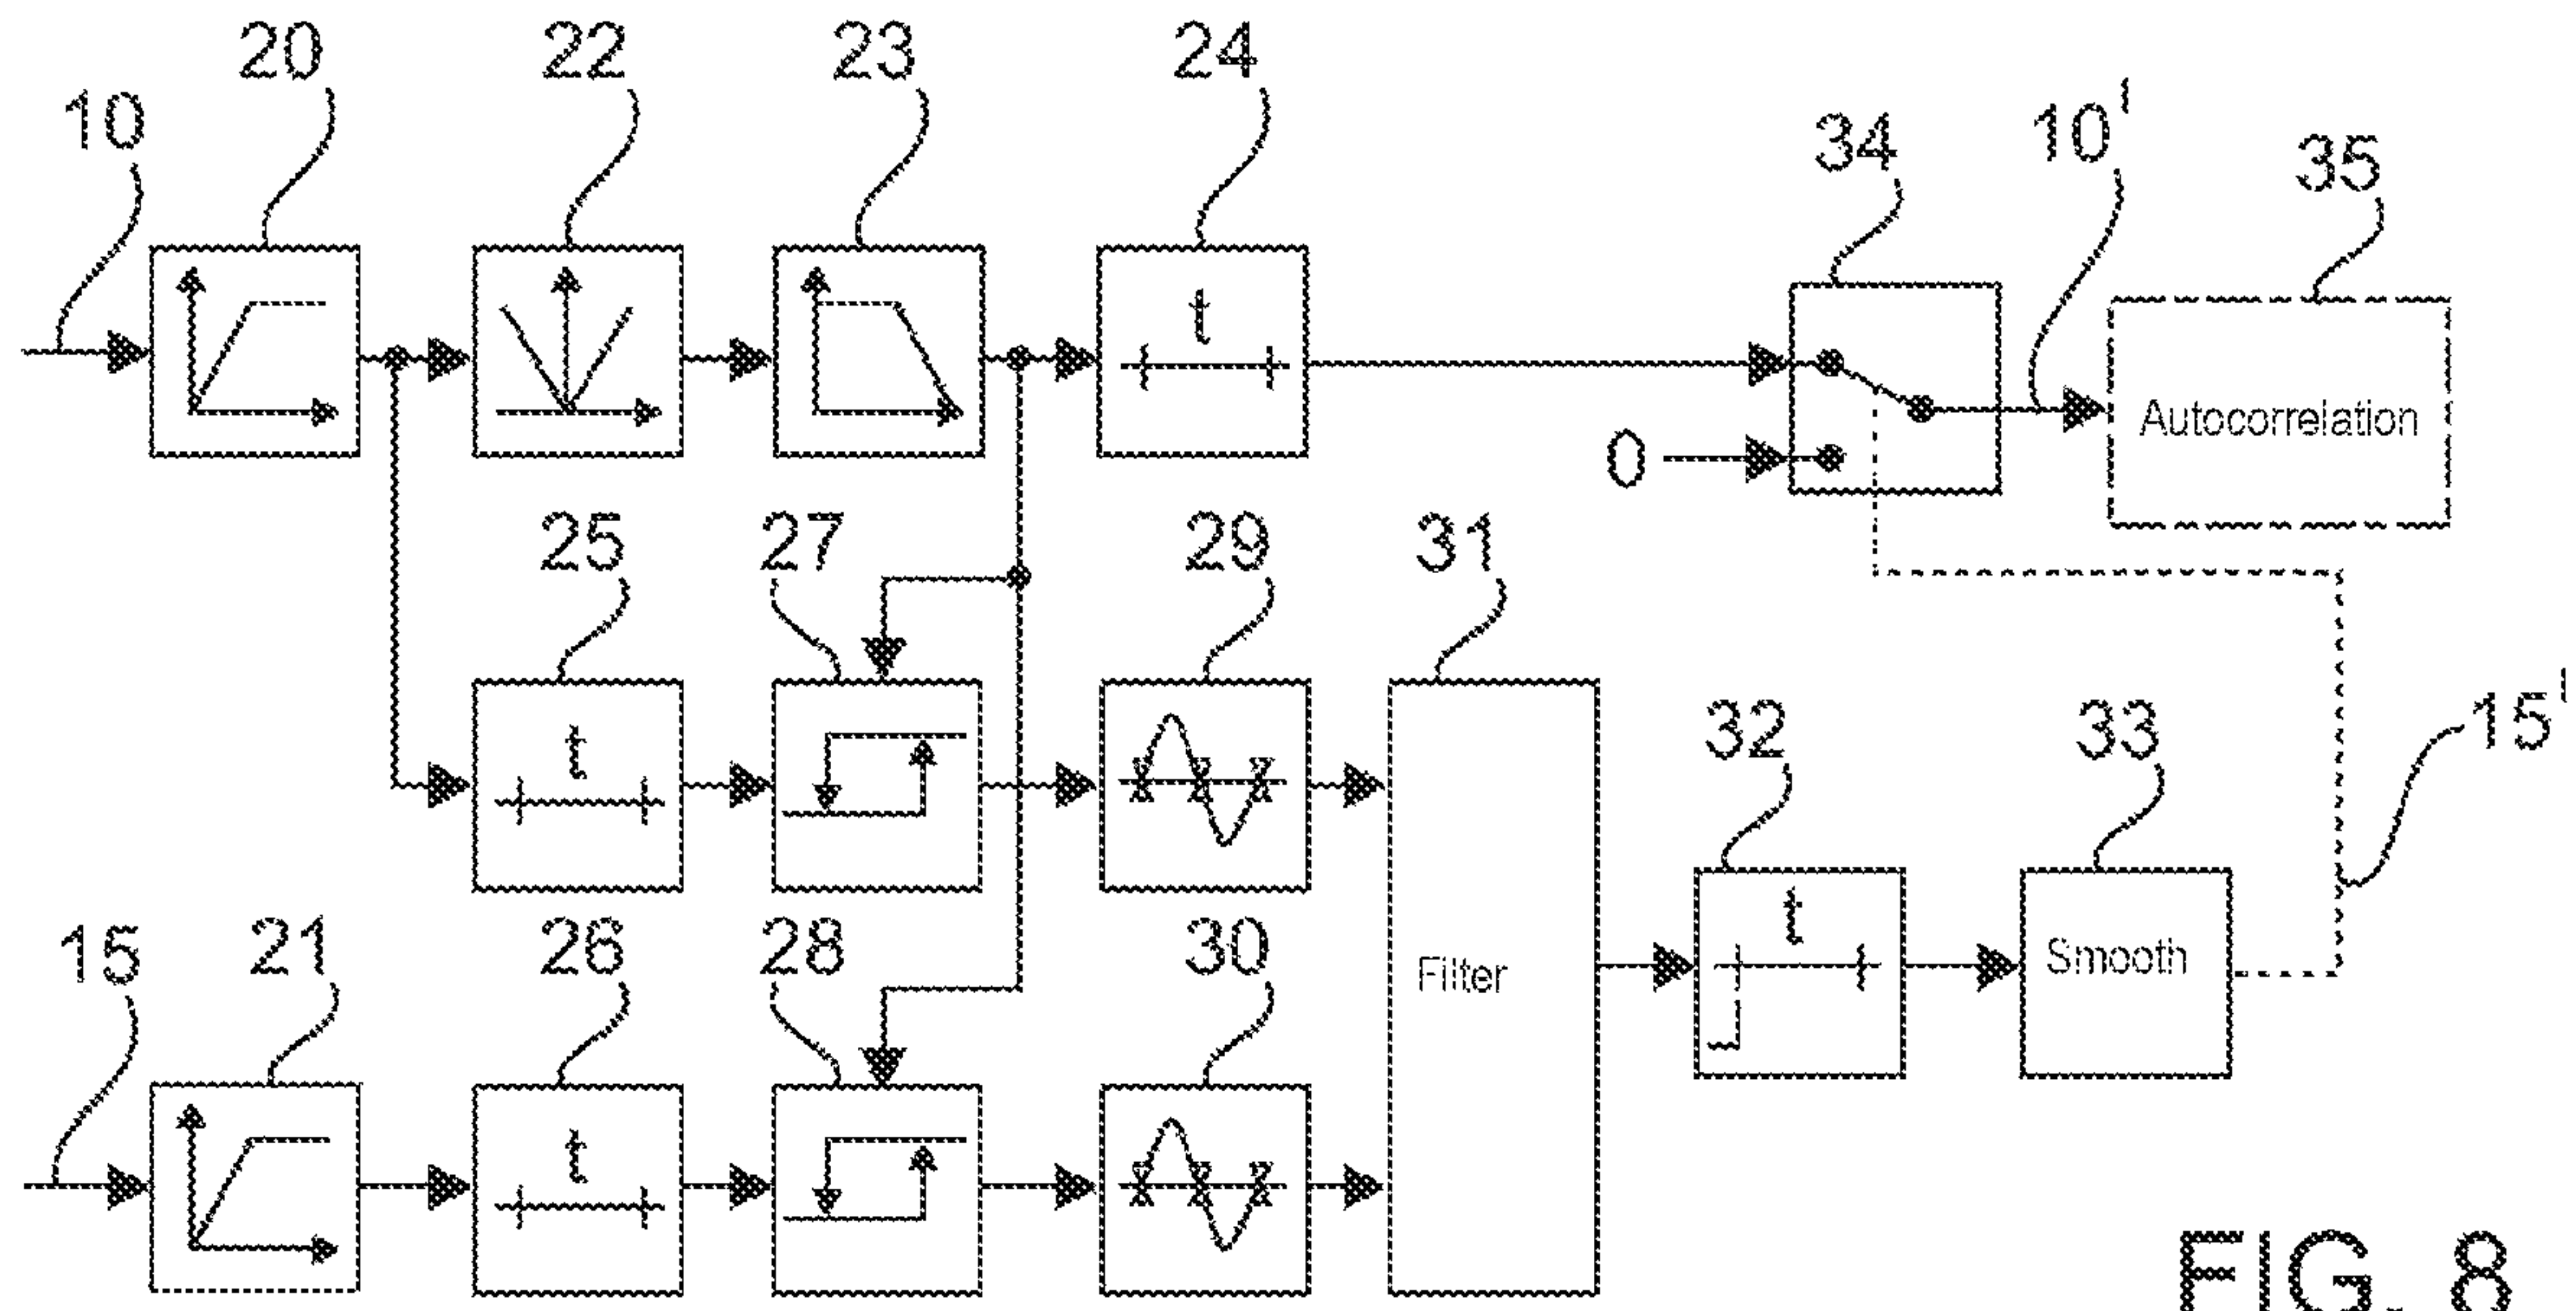 20 22 23 24
10 34 10' 35
t
Autocorrelation
0
25 27 29 31
t
32 33 15'
15 21 26 28 30
t
Filter Smooth
t
FIG. 8